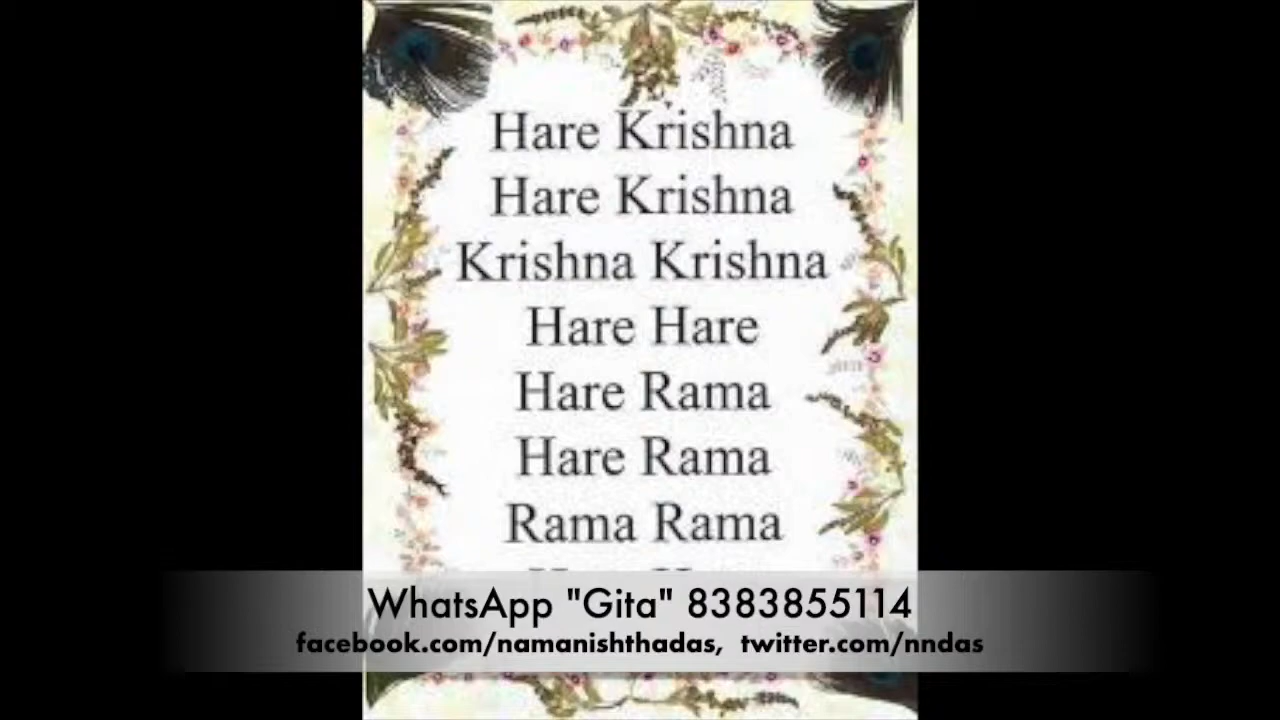 Hare Krishna
Hare Krishna
Krishna Krishna
Hare Hare
Hare Rama
Hare Rama
Rama Rama
WhatsApp "Gita" 8383855114
facebook.com/namanishthadas, twitter.com/nndas